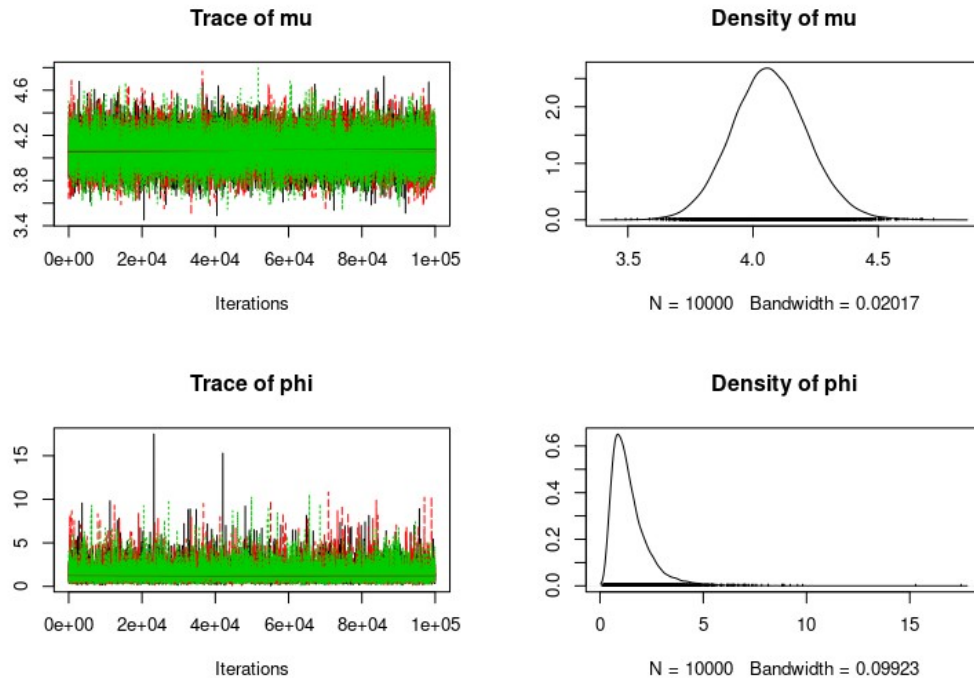 Trace of mu
3.4 3.8 4.2 4.6
0e+00 2e+04 4e+04 6e+04 8e+04 1e+05
Iterations
Density of mu
0.0 1.0 2.0
3.5 4.0 4.5
N = 10000 Bandwidth = 0.02017
Trace of phi
0 5 10 15
0e+00 2e+04 4e+04 6e+04 8e+04 1e+05
Iterations
Density of phi
0.0 0.2 0.4 0.6
0 5 10 15
N = 10000 Bandwidth = 0.09923